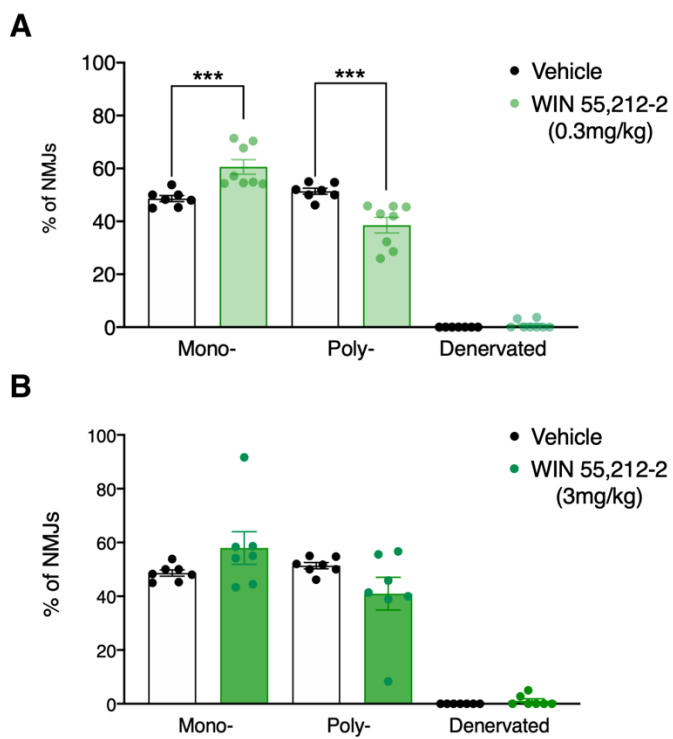 A
100
80
60
40
20
0
% of NMJs
***
***
Vehicle
WIN 55,212-2
(0.3mg/kg)
Mono-
Poly-
Denervated
B
100
80
60
40
20
0
% of NMJs
Vehicle
WIN 55,212-2
(3mg/kg)
Mono-
Poly-
Denervated